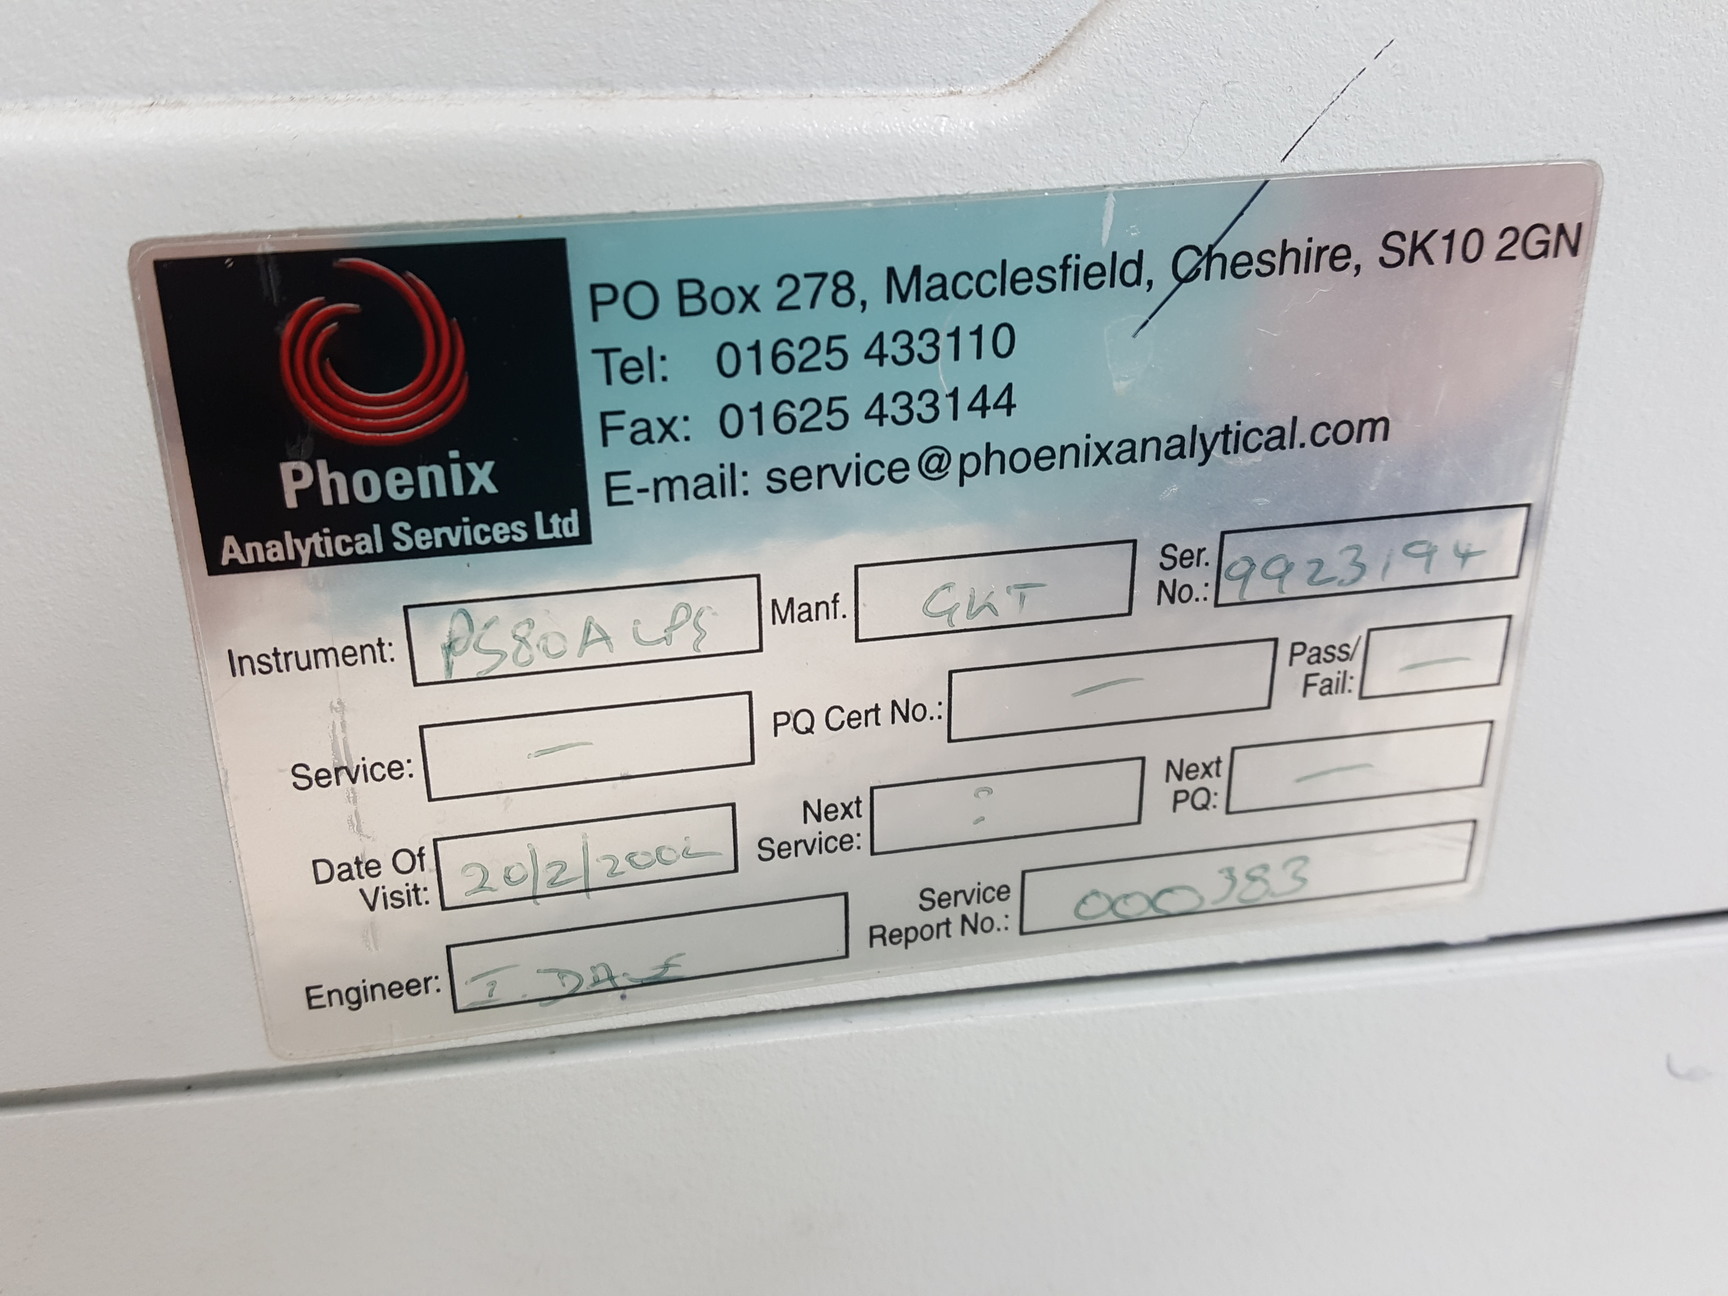 Phoenix
Analytical Services Ltd
PO Box 278, Macclesfield, Cheshire, SK10 2GN
Tel: 01625 433110
Fax: 01625 433144
E-mail: service@phoenixanalytical.com
Instrument: PS80A LPS Manf. GKT Ser. No.: 9923194
Service: — PQ Cert No.: — Pass/ Fail: —
Date Of Visit: 20/2/2002 Next Service: Next PQ: —
Engineer: I. Service Report No.: 000383